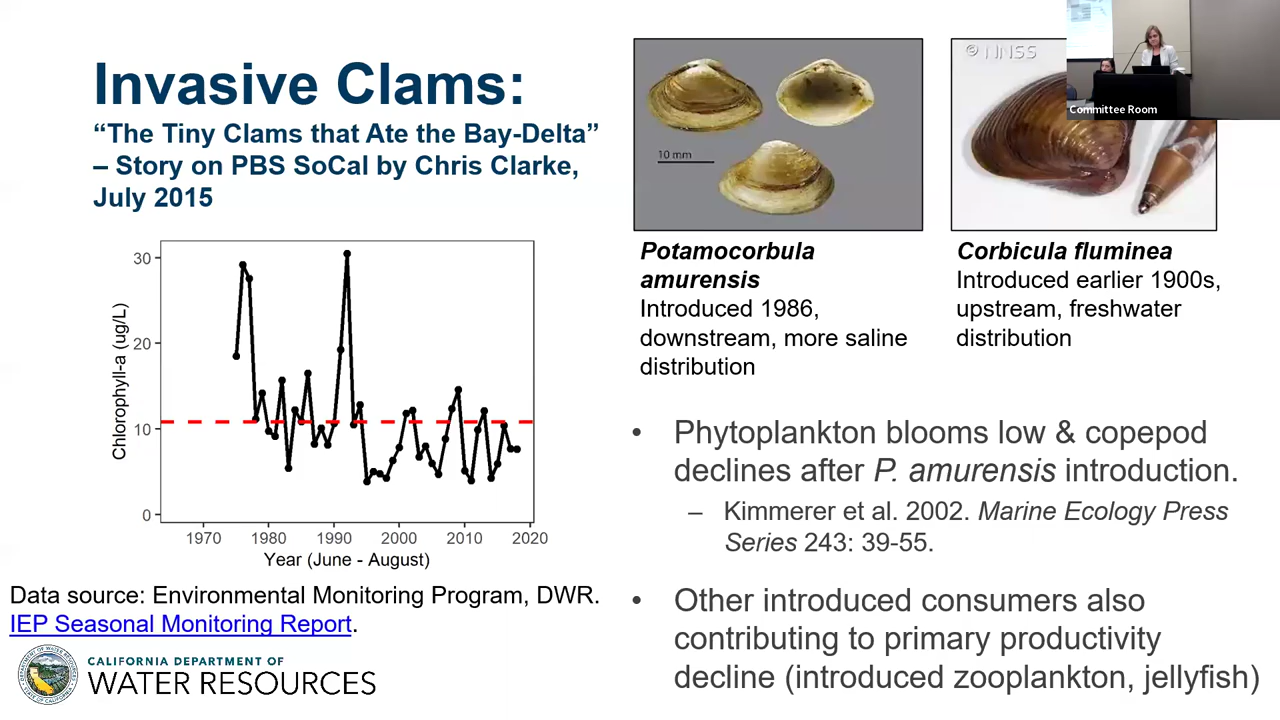 Invasive Clams:
“The Tiny Clams that Ate the Bay-Delta”
– Story on PBS SoCal by Chris Clarke,
July 2015
30
20
10
0
Chlorophyll-a (ug/L)
1970 1980 1990 2000 2010 2020
Year (June - August)
Data source: Environmental Monitoring Program, DWR.
IEP Seasonal Monitoring Report.
CALIFORNIA DEPARTMENT OF
WATER RESOURCES
10 mm
© NNSS
Committee Room
Potamocorbula
amurensis
Introduced 1986,
downstream, more saline
distribution
Corbicula fluminea
Introduced earlier 1900s,
upstream, freshwater
distribution
• Phytoplankton blooms low & copepod
declines after P. amurensis introduction.
– Kimmerer et al. 2002. Marine Ecology Press
Series 243: 39-55.
• Other introduced consumers also
contributing to primary productivity
decline (introduced zooplankton, jellyfish)